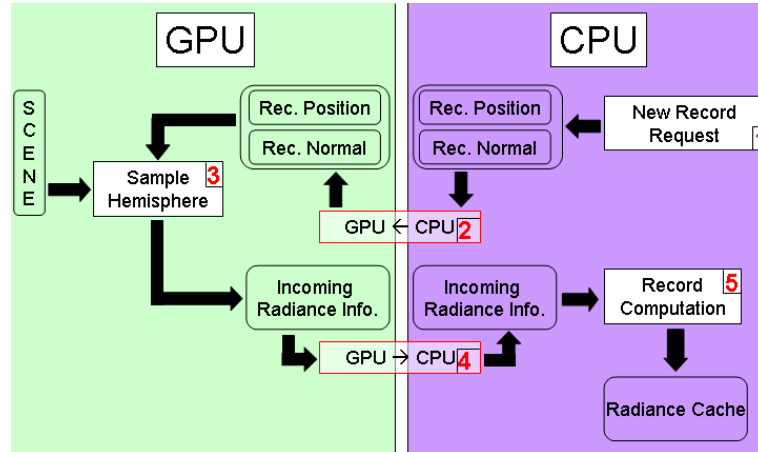 GPU
CPU
S
C
E
N
E
Rec. Position
Rec. Normal
Rec. Position
Rec. Normal
New Record
Request
Sample
Hemisphere
3
GPU ← CPU
2
Incoming
Radiance Info.
Incoming
Radiance Info.
Record
Computation
5
GPU → CPU
4
Radiance Cache